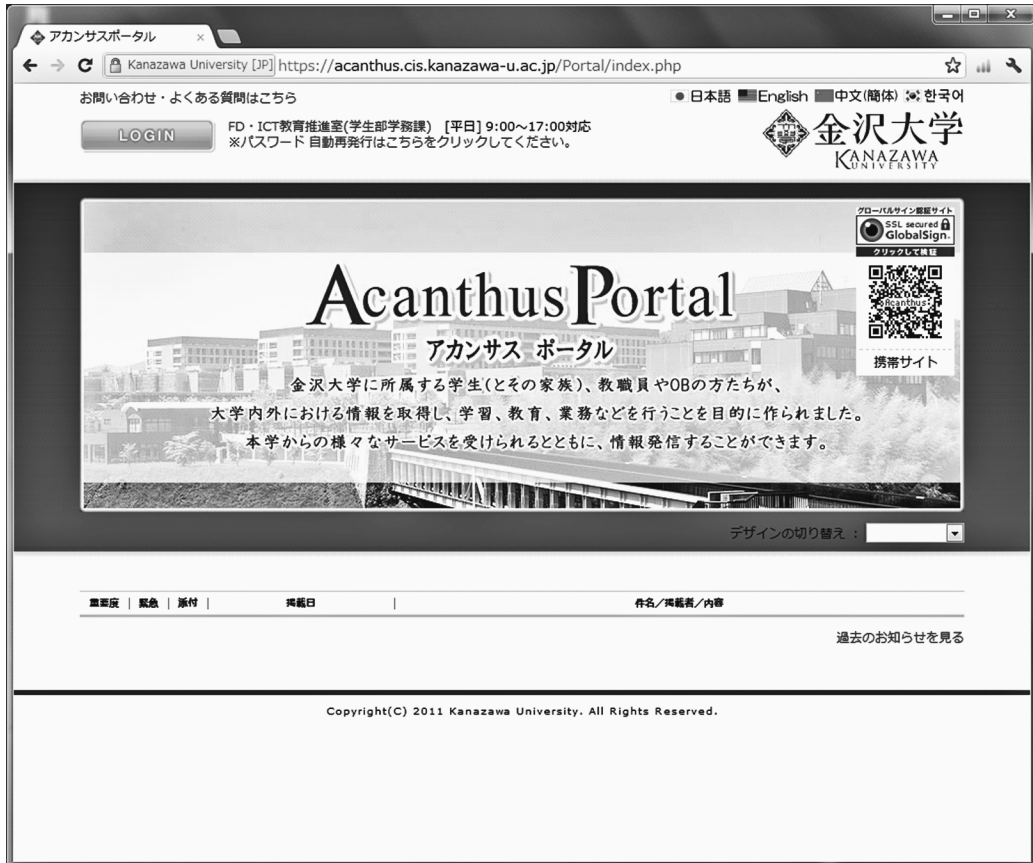 アカンサスポータル
Kanazawa University [JP] https://acanthus.cis.kanazawa-u.ac.jp/Portal/index.php
お問い合わせ・よくある質問はこちら
日本語 English 中文(簡体) 한국어
LOGIN
FD・ICT教育推進室(学生部学務課) [平日] 9:00～17:00対応
※パスワード 自動再発行はこちらをクリックしてください。
金沢大学
KANAZAWA
UNIVERSITY
グローバルサイン認証サイト
SSL secured
GlobalSign.
クリックして検証
Acanthus
携帯サイト
Acanthus Portal
アカンサス ポータル
金沢大学に所属する学生(とその家族)、教職員やOBの方たちが、
大学内外における情報を取得し、学習、教育、業務などを行うことを目的に作られました。
本学からの様々なサービスを受けられるとともに、情報発信することができます。
デザインの切り替え :
重要度 | 緊急 | 添付 | 掲載日 | 件名／掲載者／内容
過去のお知らせを見る
Copyright(C) 2011 Kanazawa University. All Rights Reserved.